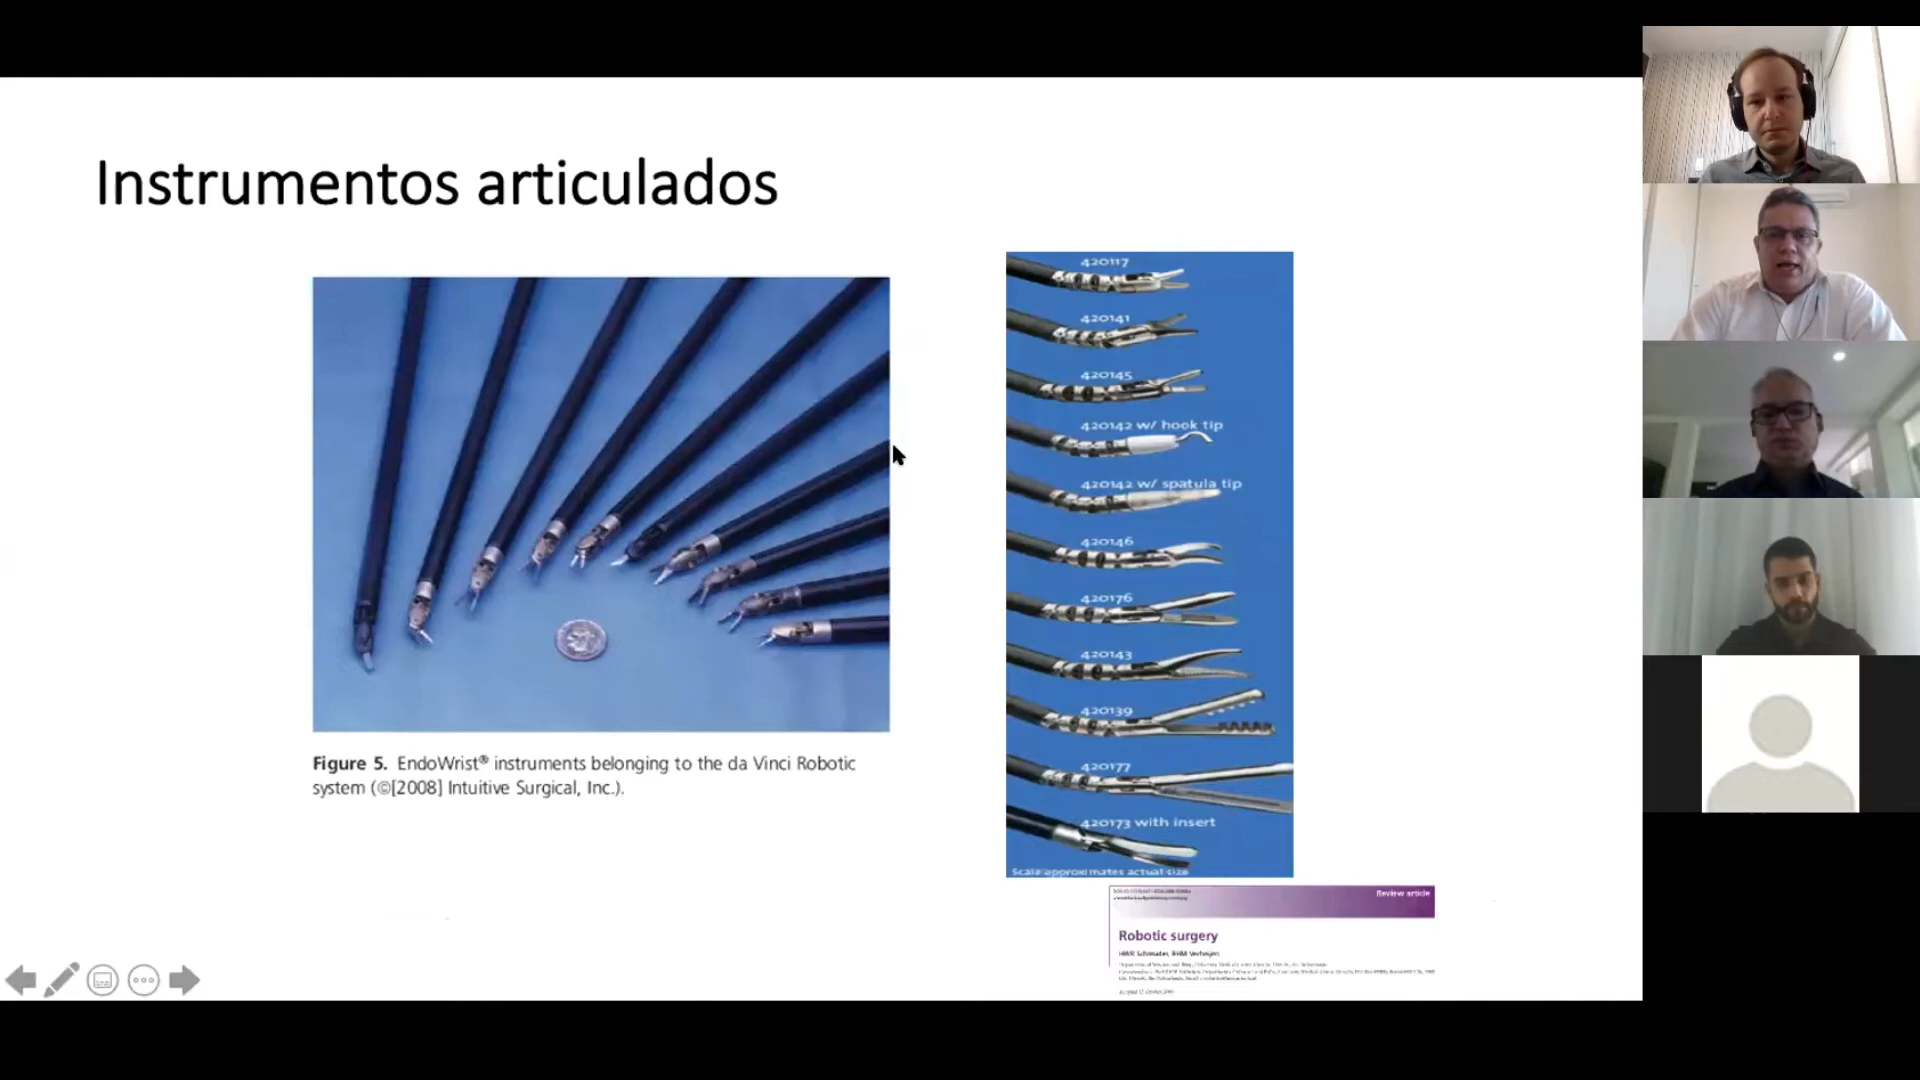 Instrumentos articulados
Figure 5. EndoWrist® instruments belonging to the da Vinci Robotic
system (©[2008] Intuitive Surgical, Inc.).
420117
420141
420145
420142 w/ hook tip
420142 w/ spatula tip
420146
420176
420143
420139
420177
420173 with insert
Scale approximates actual size
Review article
Robotic surgery